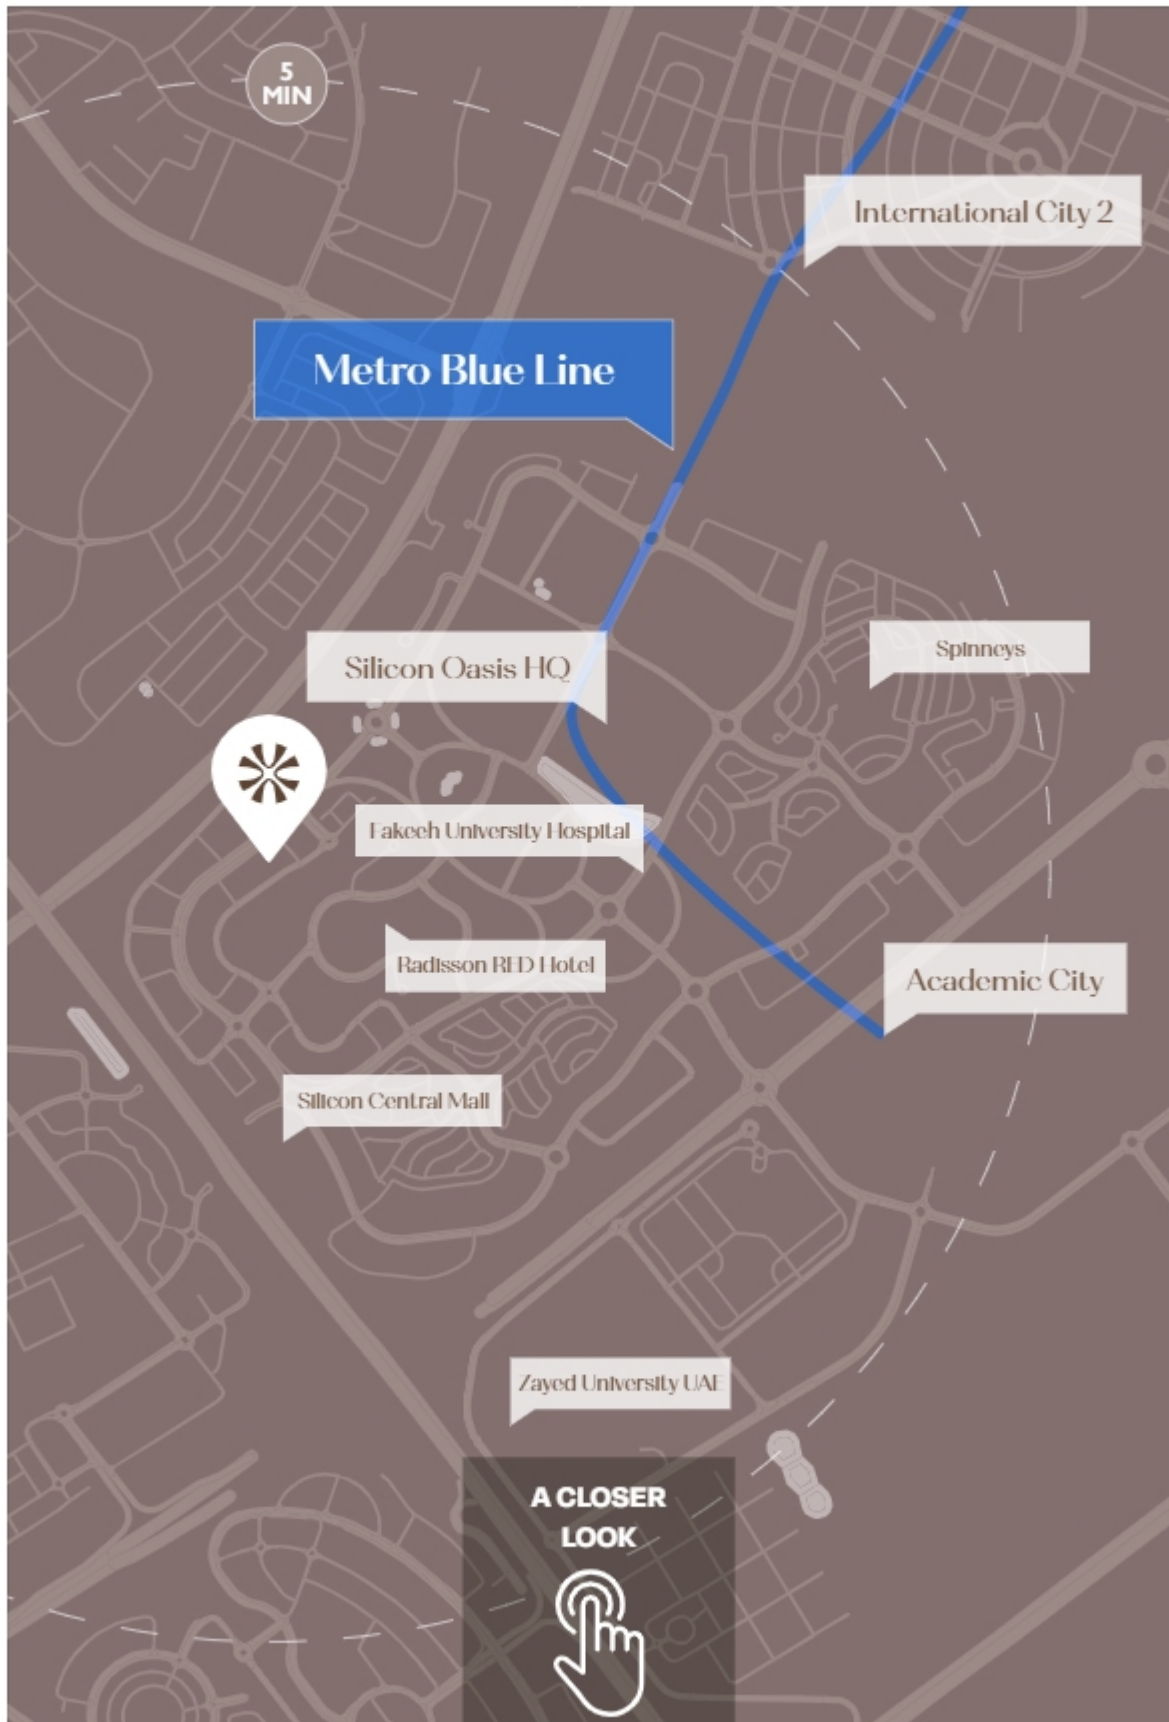 5
MIN
International City 2
Metro Blue Line
Spinneys
Silicon Oasis HQ
Fakeeh University Hospital
Radisson RED Hotel
Academic City
Silicon Central Mall
Zayed University UAE
A CLOSER
LOOK